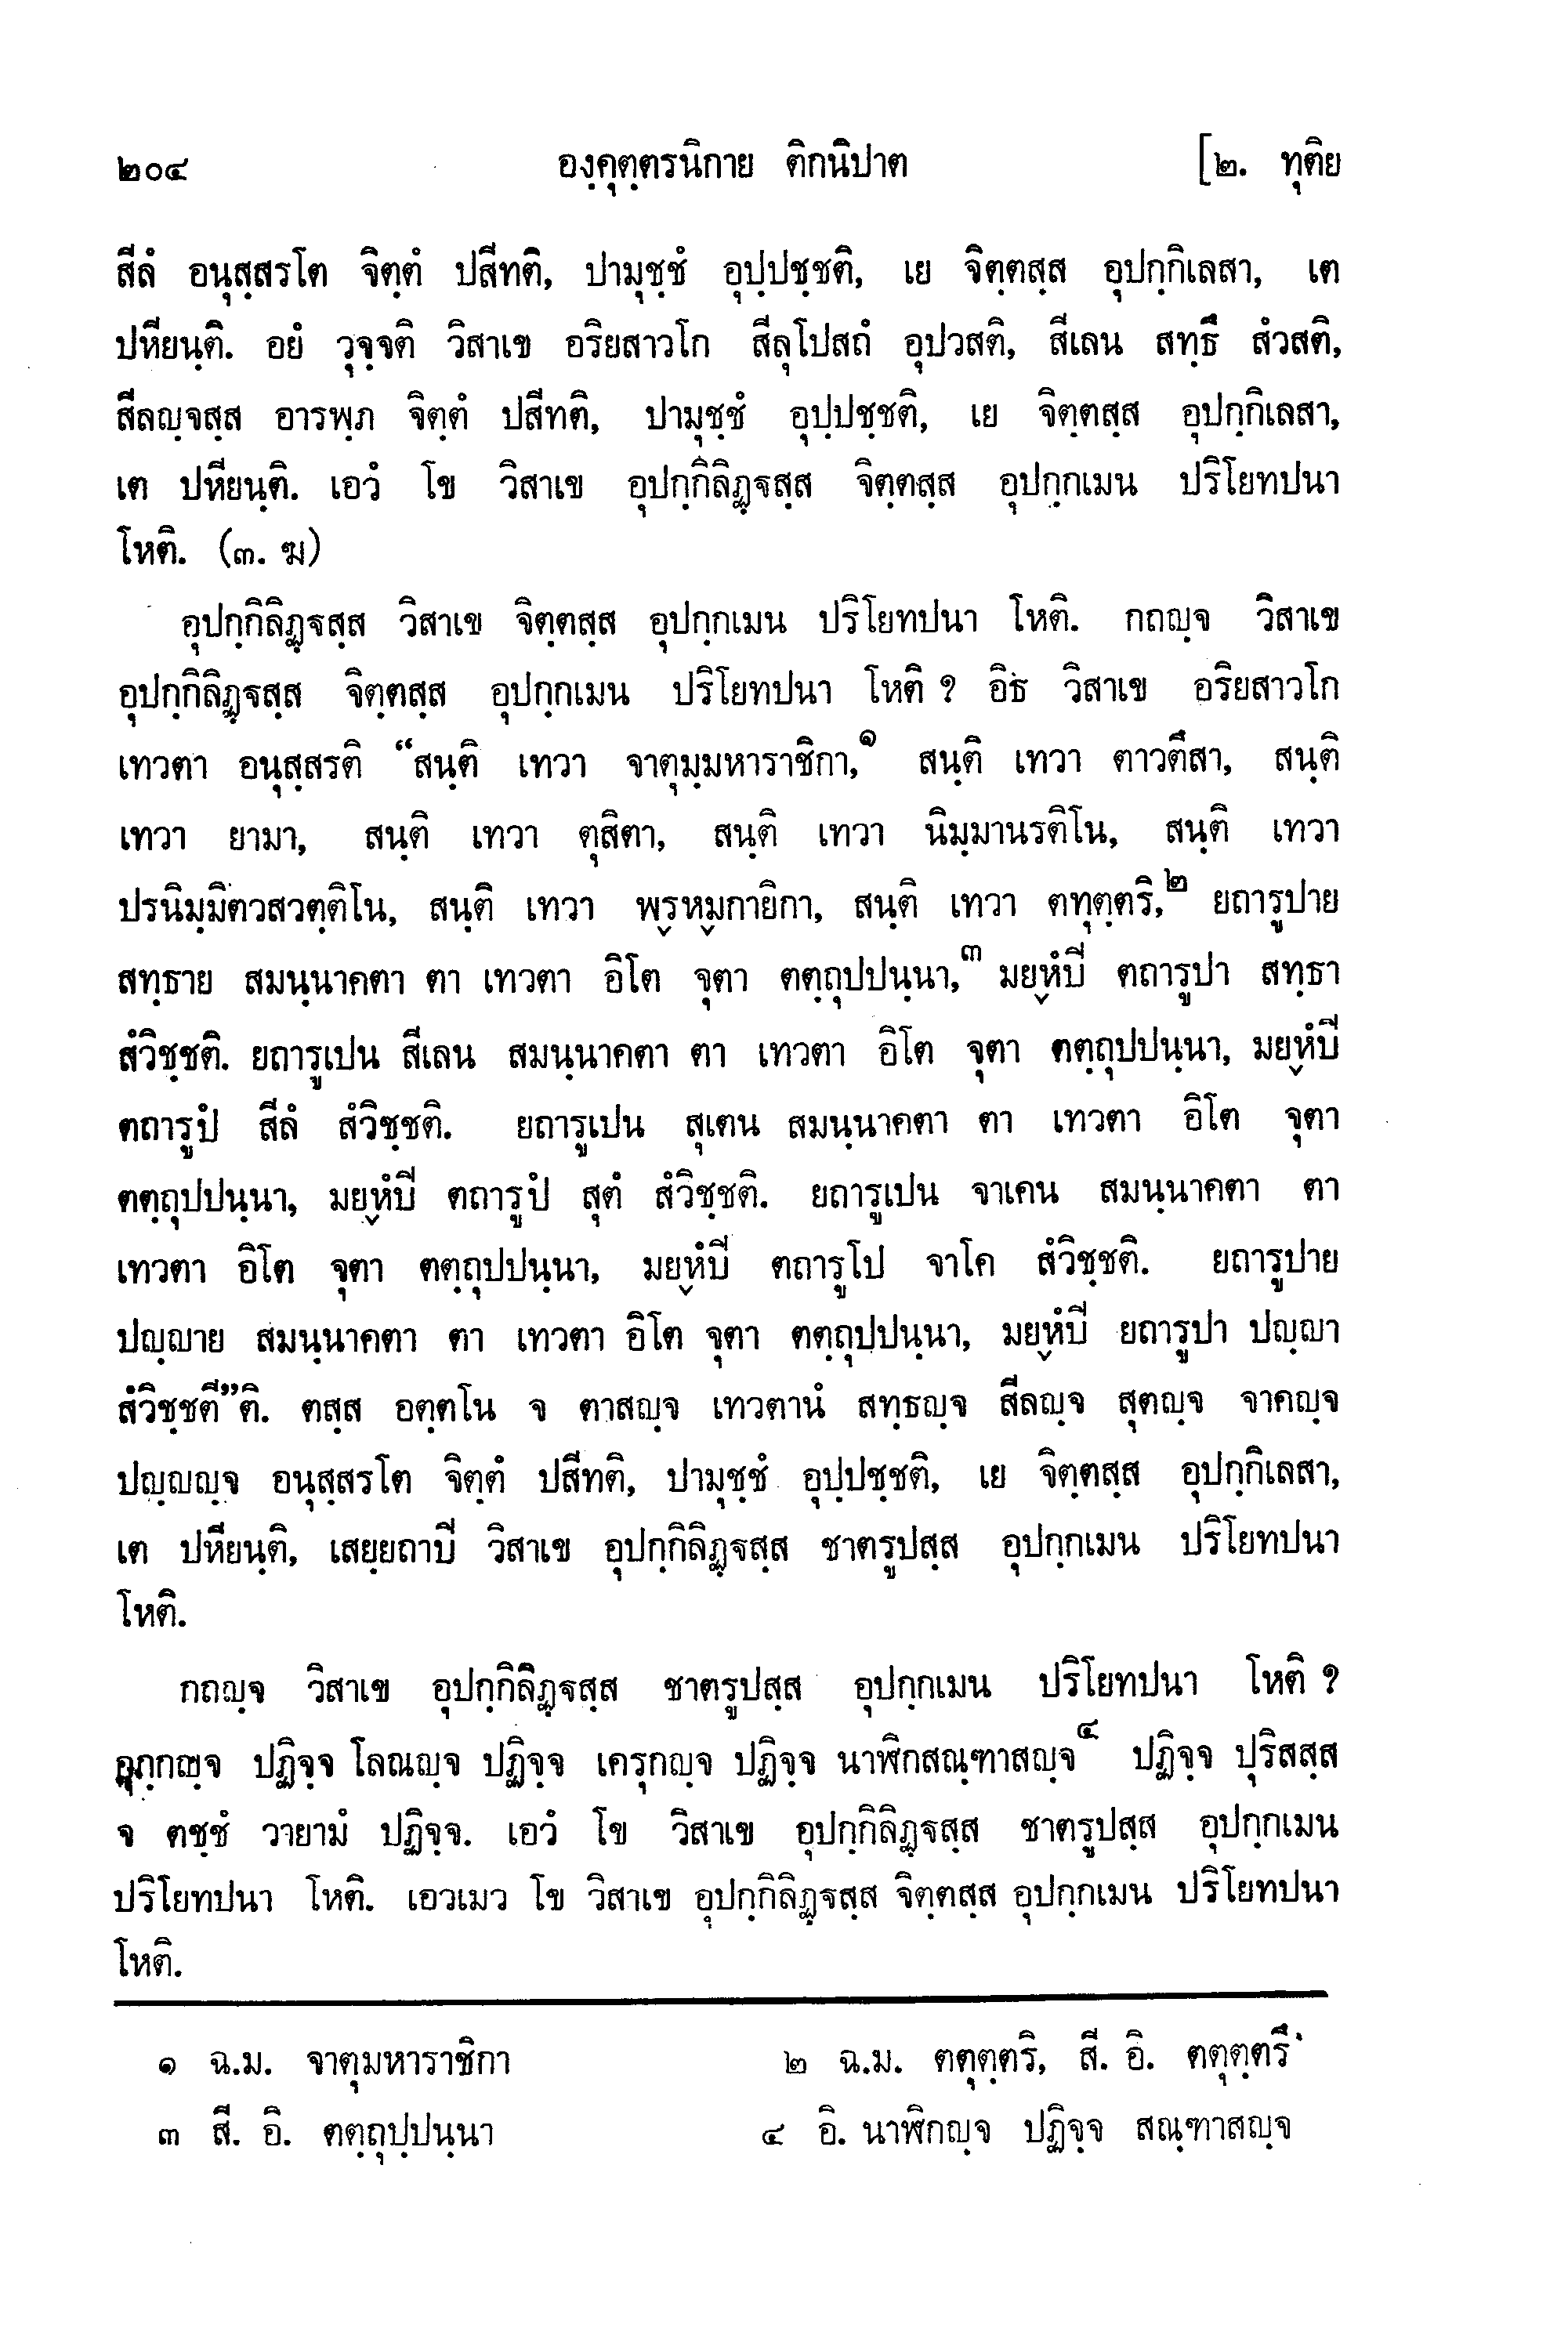 ๒๐๔ องฺคุตฺตรนิกาย ติกนิปาต [๒. ทุติย
สีลํ อนุสฺสรโต จิตฺตํ ปสีทติ, ปามุชฺชํ อุปฺปชฺชติ, เย จิตฺตสฺส อุปกฺกิเลสา, เต
ปหียนฺติ. อยํ วุจฺจติ วิสาเข อริยสาวโก สีลุโปสถํ อุปวสติ, สีเลน สทฺธึ สํวสติ,
สีลญฺจสฺส อารพฺภ จิตฺตํ ปสีทติ, ปามุชฺชํ อุปฺปชฺชติ, เย จิตฺตสฺส อุปกฺกิเลสา,
เต ปหียนฺติ. เอวํ โข วิสาเข อุปกฺกิลิฏฺฐสฺส จิตฺตสฺส อุปกฺกเมน ปริโยทปนา
โหติ. (๓. ฆ)
อุปกฺกิลิฏฺฐสฺส วิสาเข จิตฺตสฺส อุปกฺกเมน ปริโยทปนา โหติ. กถญฺจ วิสาเข
อุปกฺกิลิฏฺฐสฺส จิตฺตสฺส อุปกฺกเมน ปริโยทปนา โหติ ? อิธ วิสาเข อริยสาวโก
เทวตา อนุสฺสรติ “สนฺติ เทวา จาตุมฺมหาราชิกา,๑ สนฺติ เทวา ตาวตึสา, สนฺติ
เทวา ยามา, สนฺติ เทวา ตุสิตา, สนฺติ เทวา นิมฺมานรติโน, สนฺติ เทวา
ปรนิมฺมิตวสวตฺติโน, สนฺติ เทวา พฺรหฺมกายิกา, สนฺติ เทวา ตทุตฺตริ,๒ ยถารูปาย
สทฺธาย สมนฺนาคตา ตา เทวตา อิโต จุตา ตตฺถุปปนฺนา,๓ มยฺหํปี ตถารูปา สทฺธา
สํวิชฺชติ. ยถารูเปน สีเลน สมนฺนาคตา ตา เทวตา อิโต จุตา ตตฺถุปปนฺนา, มยฺหํปี
ตถารูปํ สีลํ สํวิชฺชติ. ยถารูเปน สุเตน สมนฺนาคตา ตา เทวตา อิโต จุตา
ตตฺถุปปนฺนา, มยฺหํปี ตถารูปํ สุตํ สํวิชฺชติ. ยถารูเปน จาเคน สมนฺนาคตา ตา
เทวตา อิโต จุตา ตตฺถุปปนฺนา, มยฺหํปี ตถารูโป จาโค สํวิชฺชติ. ยถารูปาย
ปญฺญาย สมนฺนาคตา ตา เทวตา อิโต จุตา ตตฺถุปปนฺนา, มยฺหํปี ยถารูปา ปญฺญา
สํวิชฺชตี”ติ. ตสฺส อตฺตโน จ ตาสญฺจ เทวตานํ สทฺธญฺจ สีลญฺจ สุตญฺจ จาคญฺจ
ปญฺญญฺจ อนุสฺสรโต จิตฺตํ ปสีทติ, ปามุชฺชํ อุปฺปชฺชติ, เย จิตฺตสฺส อุปกฺกิเลสา,
เต ปหียนฺติ, เสยฺยถาปี วิสาเข อุปกฺกิลิฏฺฐสฺส ชาตรูปสฺส อุปกฺกเมน ปริโยทปนา
โหติ.
กถญฺจ วิสาเข อุปกฺกิลิฏฺฐสฺส ชาตรูปสฺส อุปกฺกเมน ปริโยทปนา โหติ ?
อุกฺกญฺจ ปฏิจฺจ โลณญฺจ ปฏิจฺจ เครุกญฺจ ปฏิจฺจ นาฬิกสณฺฑาสญฺจ๔ ปฏิจฺจ ปุริสสฺส
จ ตชฺชํ วายามํ ปฏิจฺจ. เอวํ โข วิสาเข อุปกฺกิลิฏฺฐสฺส ชาตรูปสฺส อุปกฺกเมน
ปริโยทปนา โหติ. เอวเมว โข วิสาเข อุปกฺกิลิฏฺฐสฺส จิตฺตสฺส อุปกฺกเมน ปริโยทปนา
โหติ.
๑ ฉ.ม. จาตุมหาราชิกา ๒ ฉ.ม. ตตุตฺตริ, สี. อิ. ตตุตฺตรึ
๓ สี. อิ. ตตฺถุปฺปนฺนา ๔ อิ. นาฬิกญฺจ ปฏิจฺจ สณฺฑาสญฺจ